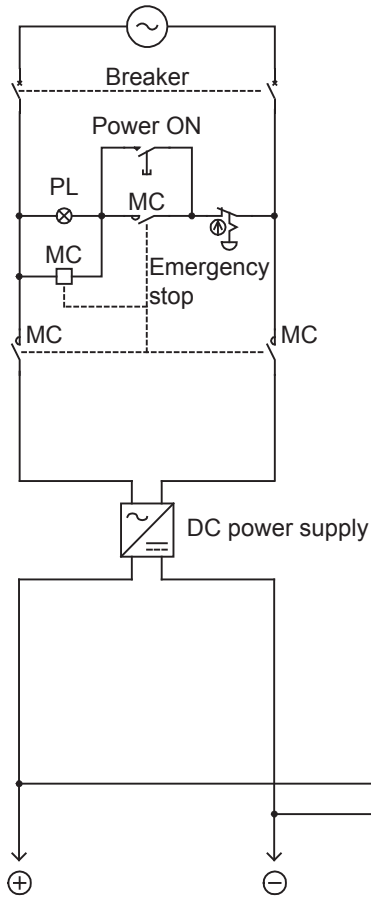 Breaker
Power ON
PL
MC
MC
Emergency
stop
MC
MC
DC power supply